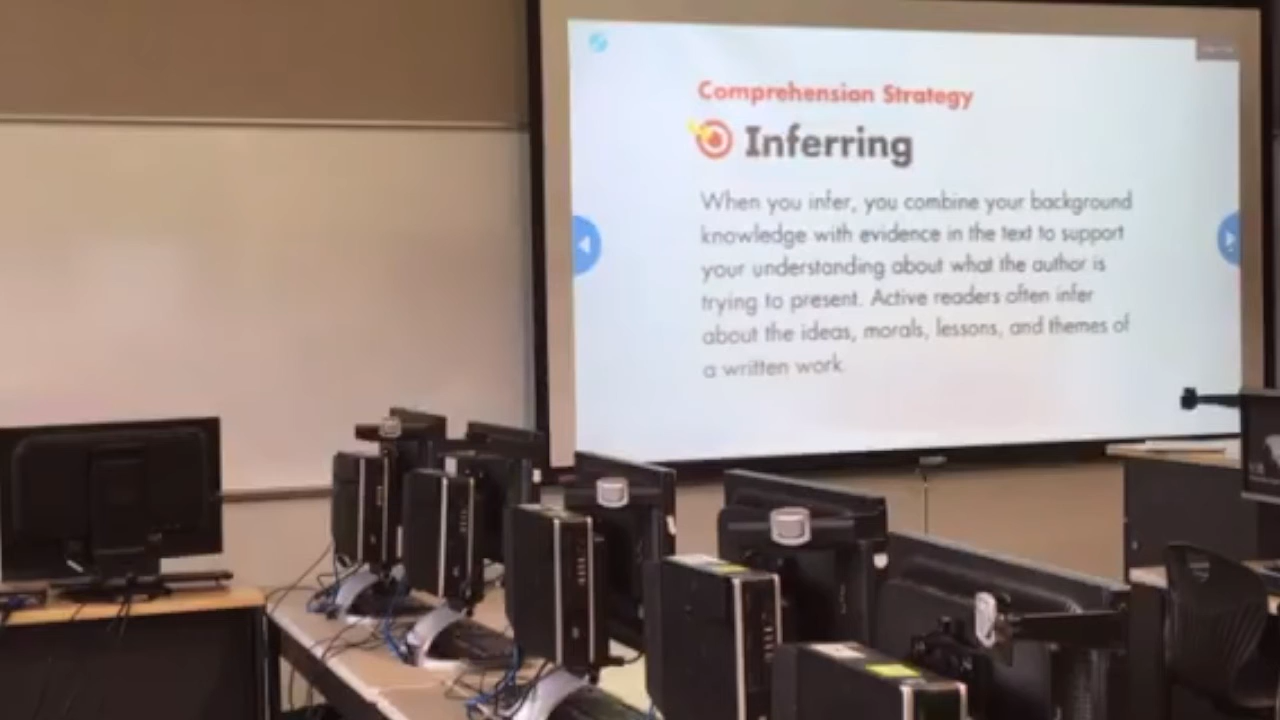 Comprehension Strategy
Inferring
When you infer, you combine your background
knowledge with evidence in the text to support
your understanding about what the author is
trying to present. Active readers often infer
about the ideas, morals, lessons, and themes of
a written work.